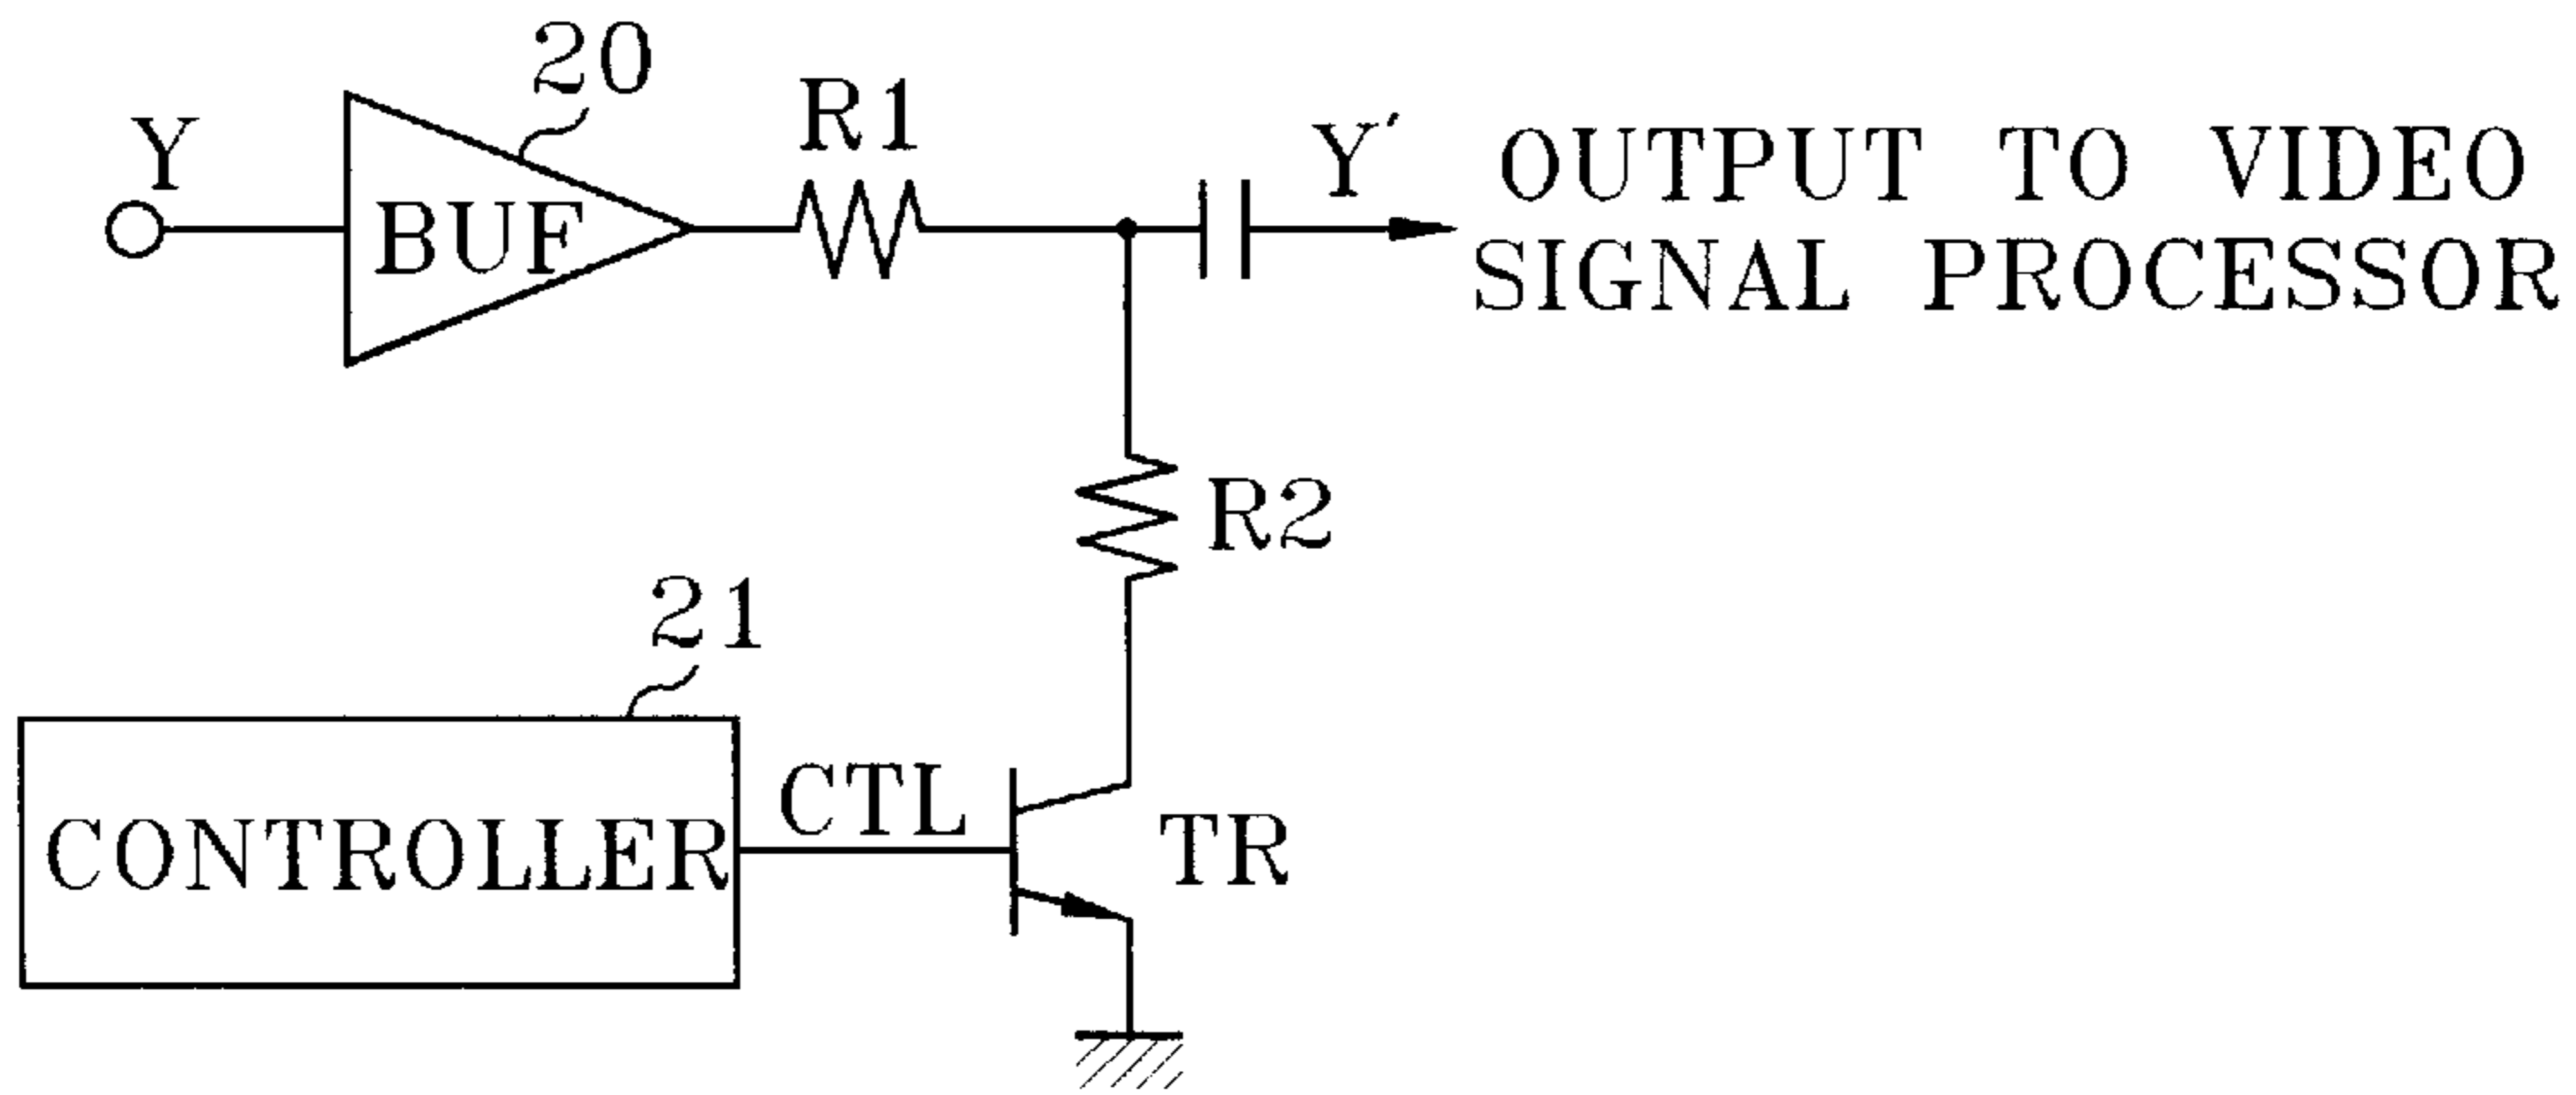 20
Y
R1
Y' OUTPUT TO VIDEO
SIGNAL PROCESSOR
BUF
R2
21
CTL
CONTROLLER
TR